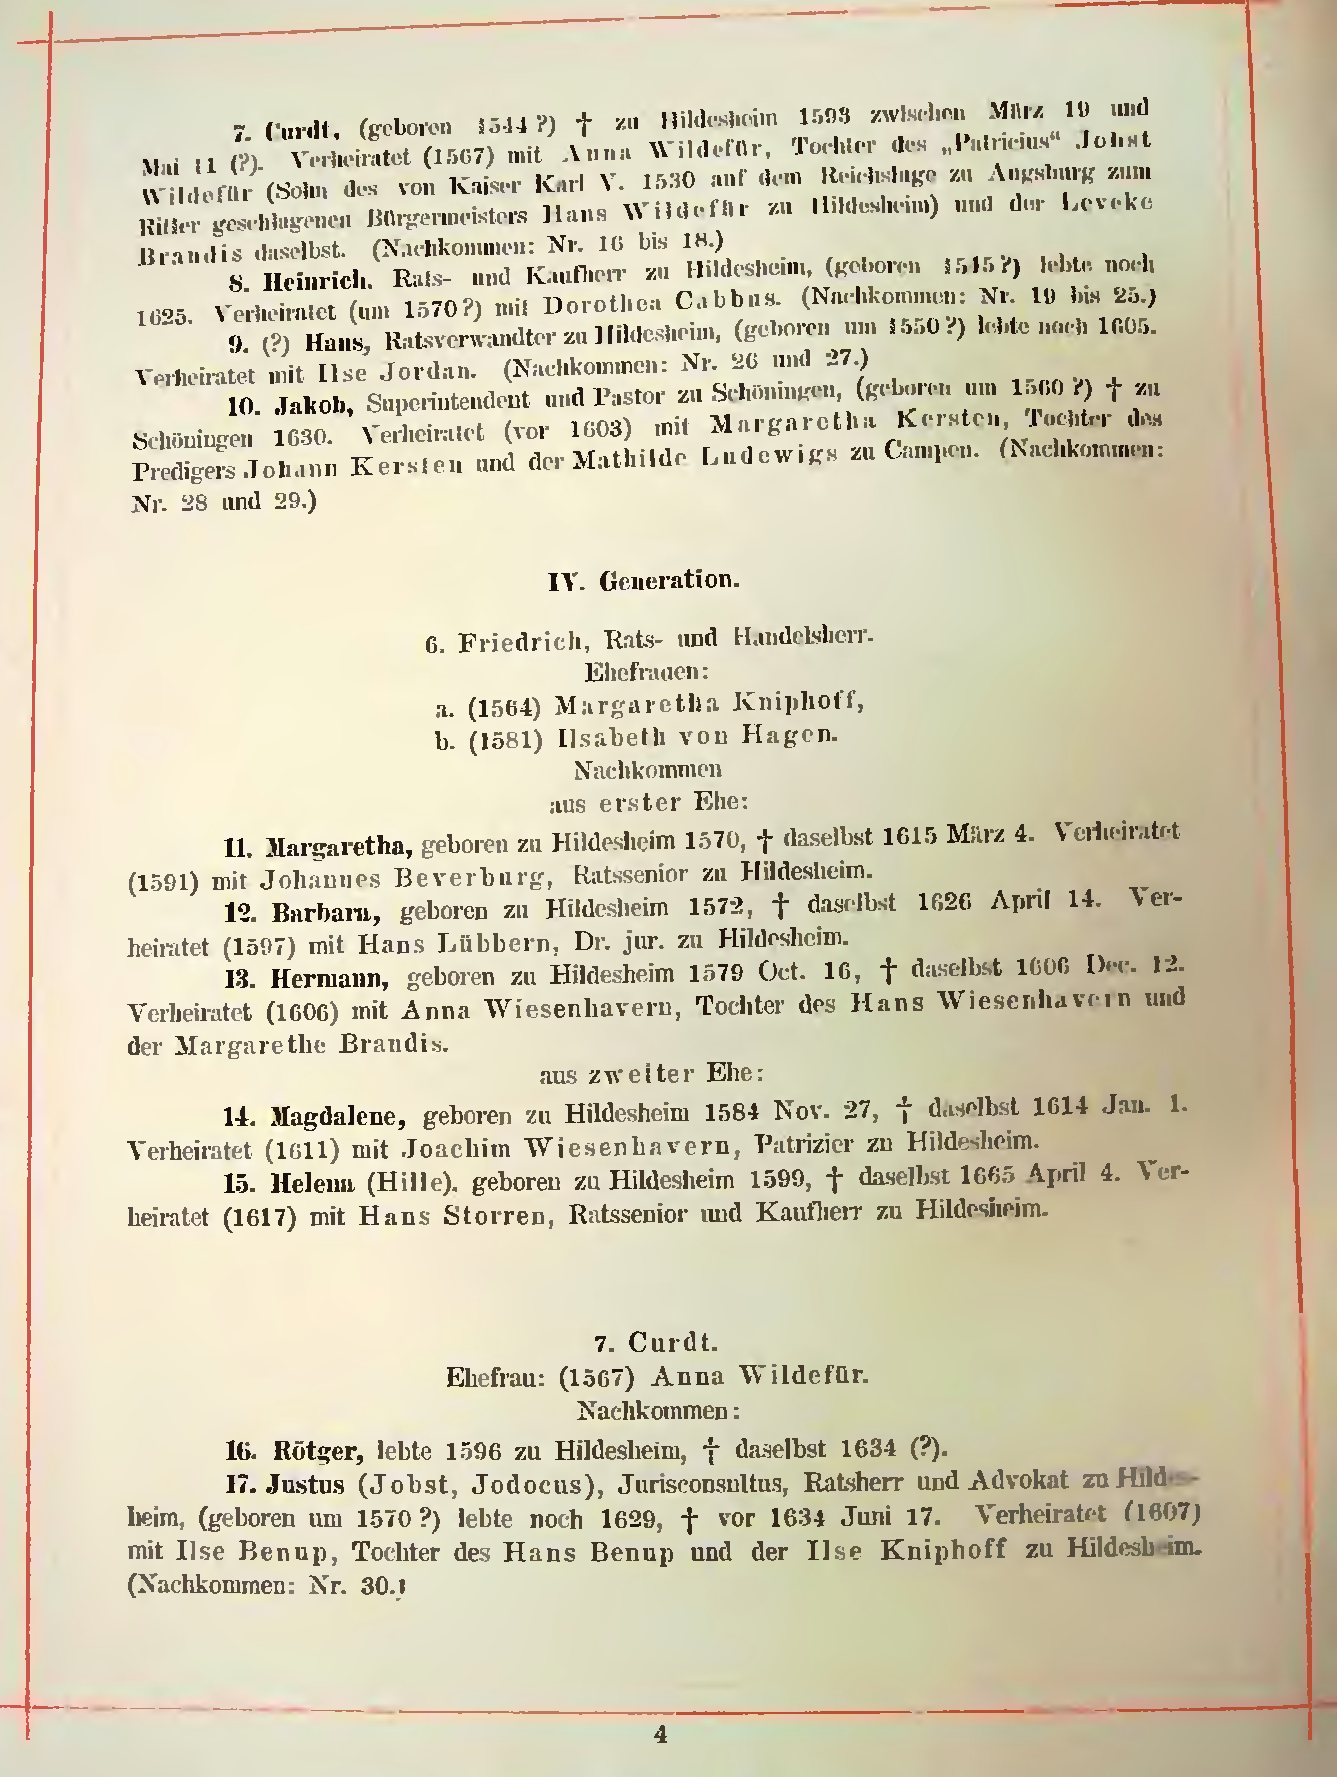 7. Curdt, (geboren 1544?) † zu Hildesheim 1593 zwischen März 19 und
Mai 11 (?). Verheiratet (1567) mit Anna Wildefür, Tochter des „Patricius“ Jobst
Wildefür (Sohn des von Kaiser Karl V. 1530 auf dem Reichstage zu Augsburg zum
Ritter geschlagenen Bürgermeisters Hans Wildefür zu Hildesheim) und der Leveke
Brandis daselbst. (Nachkommen: Nr. 16 bis 18.)
8. Heinrich. Rats- und Kaufherr zu Hildesheim, (geboren 1545?) lebte noch
1625. Verheiratet (um 1570?) mit Dorothea Cabbus. (Nachkommen: Nr. 19 bis 25.)
9. (?) Hans, Ratsverwandter zu Hildesheim, (geboren um 1550?) lebte noch 1605.
Verheiratet mit Ilse Jordan. (Nachkommen: Nr. 26 und 27.)
10. Jakob, Superintendent und Pastor zu Schöningen, (geboren um 1560?) † zu
Schöningen 1630. Verheiratet (vor 1603) mit Margaretha Kersten, Tochter des
Predigers Johann Kersten und der Mathilde Ludewigs zu Campen. (Nachkommen:
Nr. 28 und 29.)
IV. Generation.
6. Friedrich, Rats- und Handelsherr.
Ehefrauen:
a. (1564) Margaretha Kniphoff,
b. (1581) Ilsabeth von Hagen.
Nachkommen
aus erster Ehe:
11. Margaretha, geboren zu Hildesheim 1570, † daselbst 1615 März 4. Verheiratet
(1591) mit Johannes Beverburg, Ratssenior zu Hildesheim.
12. Barbara, geboren zu Hildesheim 1572, † daselbst 1626 April 14. Ver-
heiratet (1597) mit Hans Lübbern, Dr. jur. zu Hildesheim.
13. Hermann, geboren zu Hildesheim 1579 Oct. 16, † daselbst 1606 Dec. 12.
Verheiratet (1606) mit Anna Wiesenhavern, Tochter des Hans Wiesenhavern und
der Margarethe Brandis.
aus zweiter Ehe:
14. Magdalene, geboren zu Hildesheim 1584 Nov. 27, † daselbst 1614 Jan. 1.
Verheiratet (1611) mit Joachim Wiesenhavern, Patrizier zu Hildesheim.
15. Helena (Hille). geboren zu Hildesheim 1599, † daselbst 1665 April 4. Ver-
heiratet (1617) mit Hans Storren, Ratssenior und Kaufherr zu Hildesheim.
7. Curdt.
Ehefrau: (1567) Anna Wildefür.
Nachkommen:
16. Rötger, lebte 1596 zu Hildesheim, † daselbst 1634 (?).
17. Justus (Jobst, Jodocus), Jurisconsultus, Ratsherr und Advokat zu Hildes-
heim, (geboren um 1570?) lebte noch 1629, † vor 1634 Juni 17. Verheiratet (1607)
mit Ilse Benup, Tochter des Hans Benup und der Ilse Kniphoff zu Hildesheim.
(Nachkommen: Nr. 30.)
4